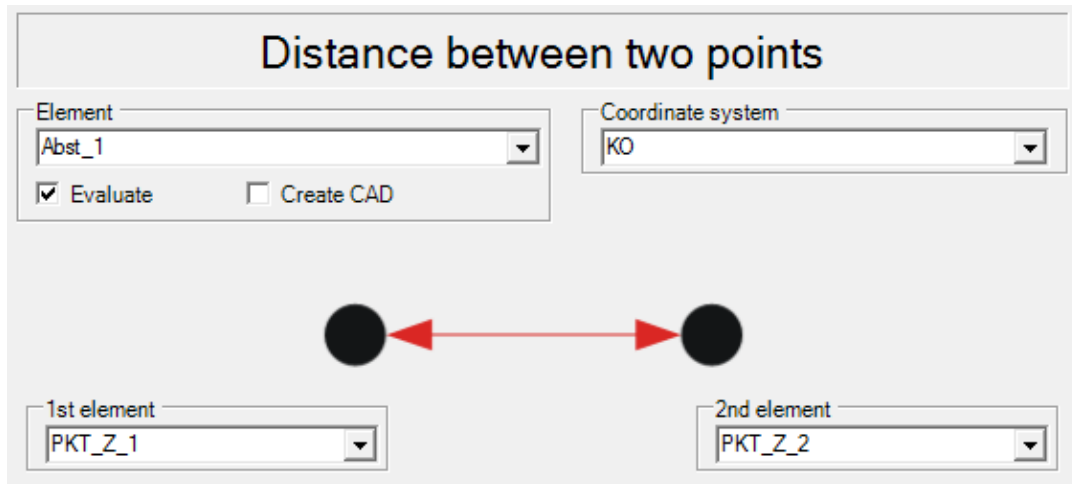 Distance between two points
Element
Abst_1
Evaluate
Create CAD
Coordinate system
KO
1st element
PKT_Z_1
2nd element
PKT_Z_2